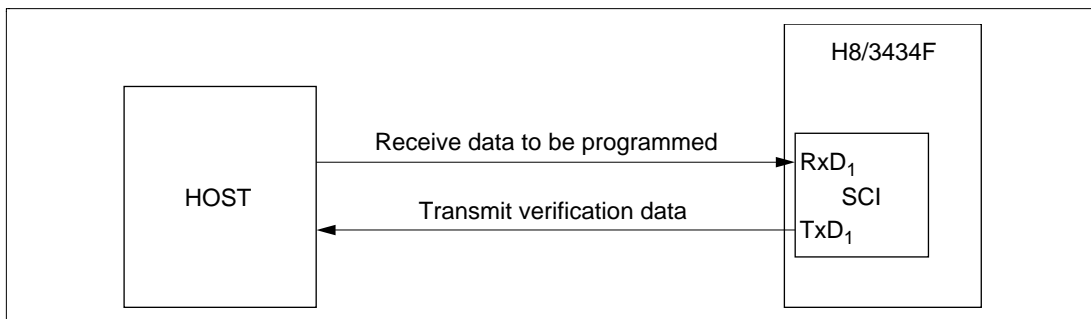 H8/3434F
Receive data to be programmed
RxD₁
HOST
SCI
Transmit verification data
TxD₁